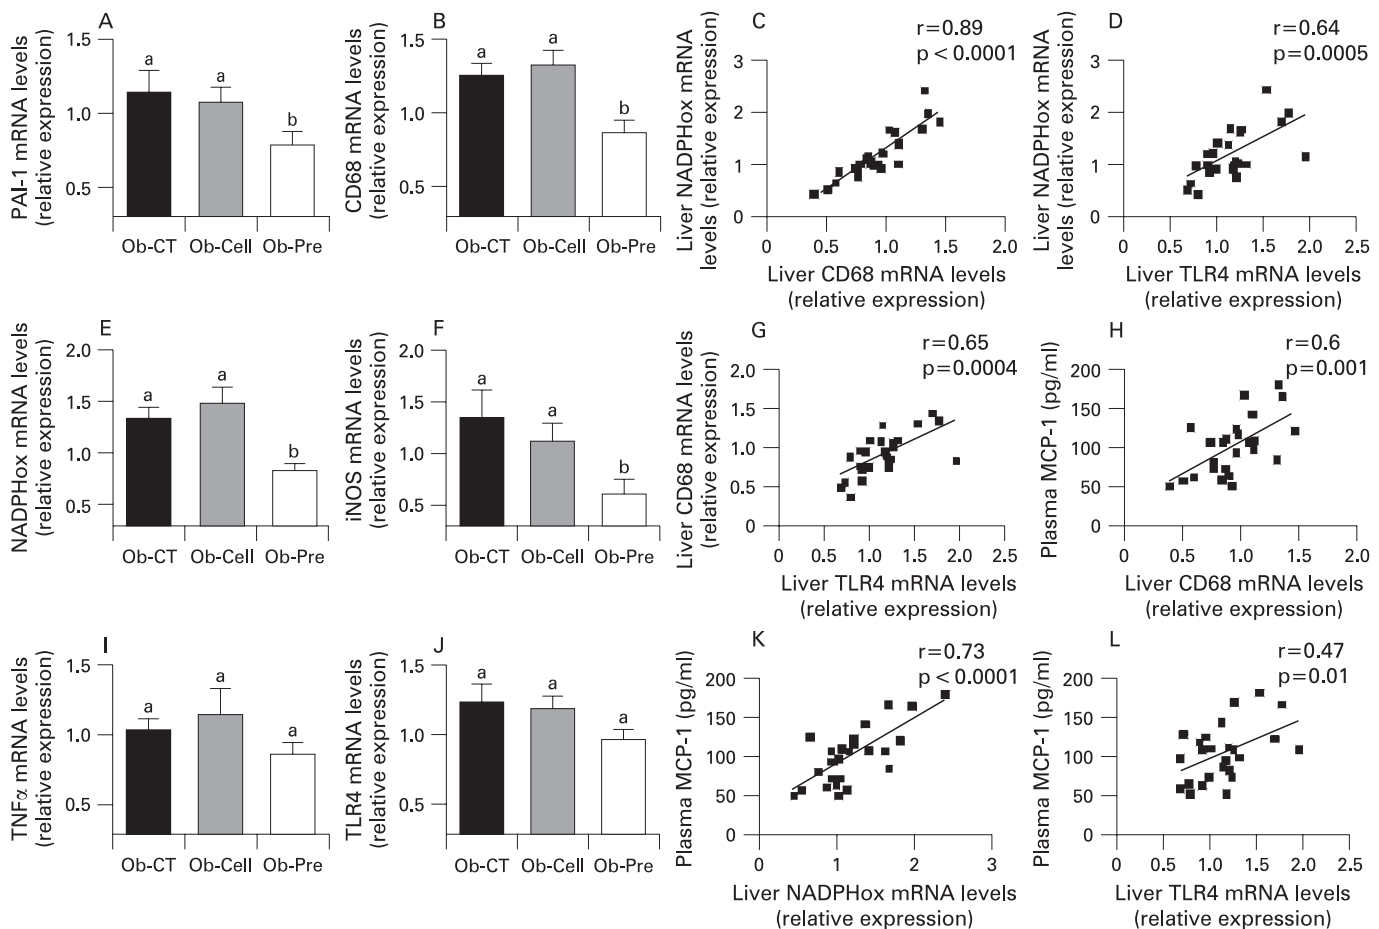 A
PAI-1 mRNA levels
(relative expression)
1.5
1.0
0.5
a
a
b
Ob-CT
Ob-Cell
Ob-Pre
B
CD68 mRNA levels
(relative expression)
1.5
1.0
0.5
a
a
b
Ob-CT
Ob-Cell
Ob-Pre
C
r=0.89
p < 0.0001
Liver NADPHox mRNA
levels (relative expression)
3
2
1
0
0
0.5
1.0
1.5
2.0
Liver CD68 mRNA levels
(relative expression)
D
r=0.64
p=0.0005
Liver NADPHox mRNA
levels (relative expression)
3
2
1
0
0
0.5
1.0
1.5
2.0
2.5
Liver TLR4 mRNA levels
(relative expression)
E
NADPHox mRNA levels
(relative expression)
2.0
1.5
1.0
0.5
a
a
b
Ob-CT
Ob-Cell
Ob-Pre
F
iNOS mRNA levels
(relative expression)
2.0
1.5
1.0
0.5
a
a
b
Ob-CT
Ob-Cell
Ob-Pre
G
r=0.65
p=0.0004
Liver CD68 mRNA levels
(relative expression)
2.0
1.5
1.0
0.5
0
0
0.5
1.0
1.5
2.0
2.5
Liver TLR4 mRNA levels
(relative expression)
H
r=0.6
p=0.001
Plasma MCP-1 (pg/ml)
200
150
100
50
0
0
0.5
1.0
1.5
2.0
Liver CD68 mRNA levels
(relative expression)
I
TNFα mRNA levels
(relative expression)
1.5
1.0
0.5
a
a
a
Ob-CT
Ob-Cell
Ob-Pre
J
TLR4 mRNA levels
(relative expression)
1.5
1.0
0.5
a
a
a
Ob-CT
Ob-Cell
Ob-Pre
K
r=0.73
p < 0.0001
Plasma MCP-1 (pg/ml)
200
150
100
50
0
0
1
2
3
Liver NADPHox mRNA levels
(relative expression)
L
r=0.47
p=0.01
Plasma MCP-1 (pg/ml)
200
150
100
50
0
0
0.5
1.0
1.5
2.0
2.5
Liver TLR4 mRNA levels
(relative expression)